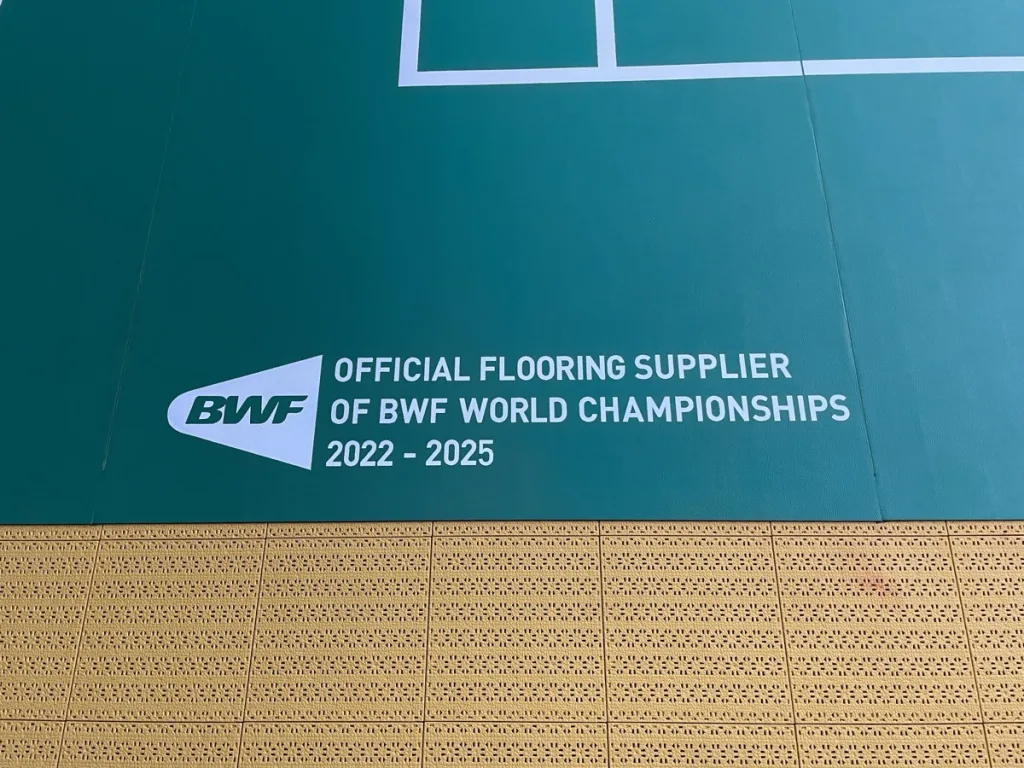 BWF
OFFICIAL FLOORING SUPPLIER
OF BWF WORLD CHAMPIONSHIPS
2022 - 2025